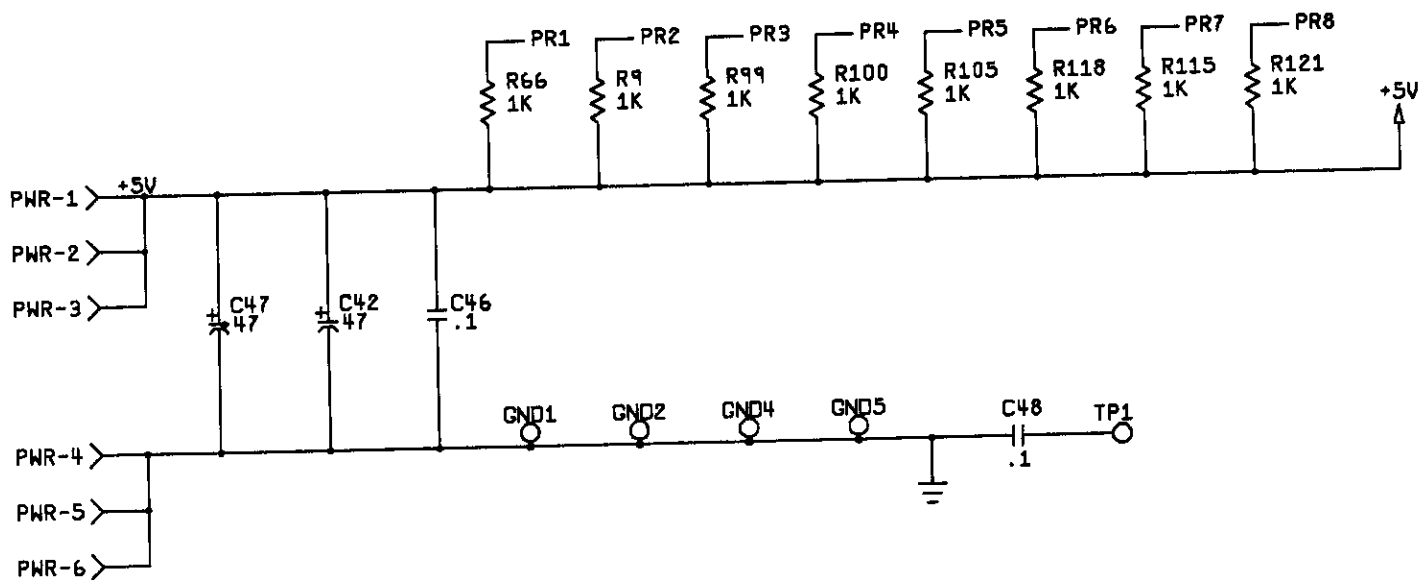 PR1 PR2 PR3 PR4 PR5 PR6 PR7 PR8
R66 R9 R99 R100 R105 R118 R115 R121
1K 1K 1K 1K 1K 1K 1K 1K
+5V
PWR-1 +5V
PWR-2
PWR-3
+ C47 + C42 C46
47 47 .1
GND1 GND2 GND4 GND5 C48 TP1
.1
PWR-4
PWR-5
PWR-6